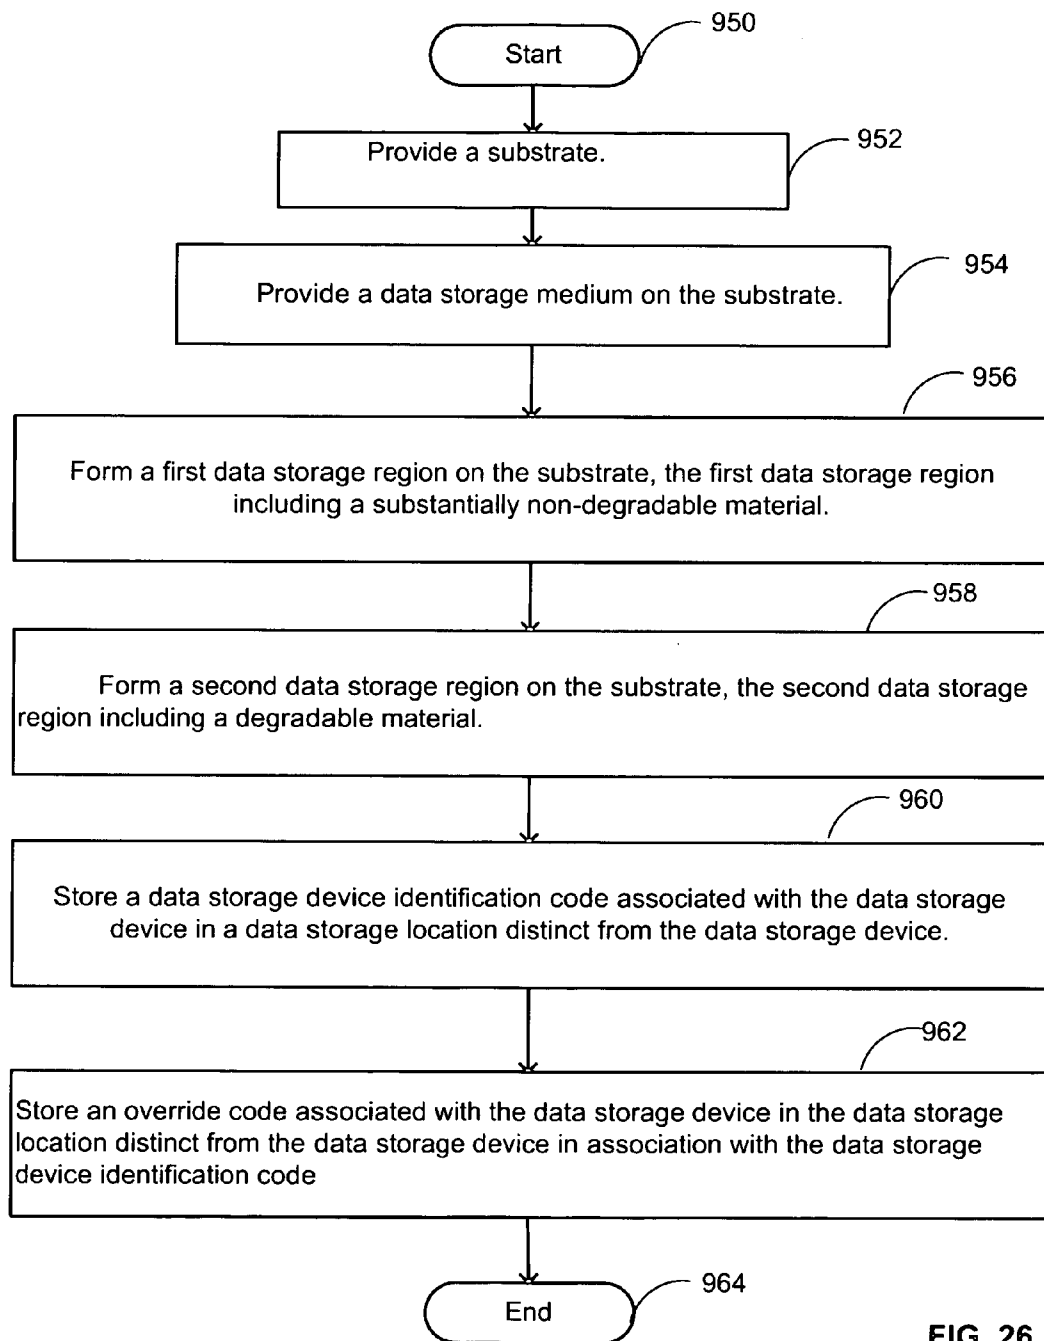 Start
950
Provide a substrate.
952
Provide a data storage medium on the substrate.
954
956
Form a first data storage region on the substrate, the first data storage region
including a substantially non-degradable material.
958
Form a second data storage region on the substrate, the second data storage
region including a degradable material.
960
Store a data storage device identification code associated with the data storage
device in a data storage location distinct from the data storage device.
962
Store an override code associated with the data storage device in the data storage
location distinct from the data storage device in association with the data storage
device identification code
End
964
FIG. 26